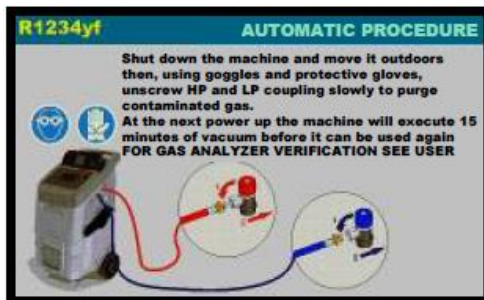 R1234yf
AUTOMATIC PROCEDURE
Shut down the machine and move it outdoors
then, using goggles and protective gloves,
unscrew HP and LP coupling slowly to purge
contaminated gas.
At the next power up the machine will execute 15
minutes of vacuum before it can be used again
FOR GAS ANALYZER VERIFICATION SEE USER